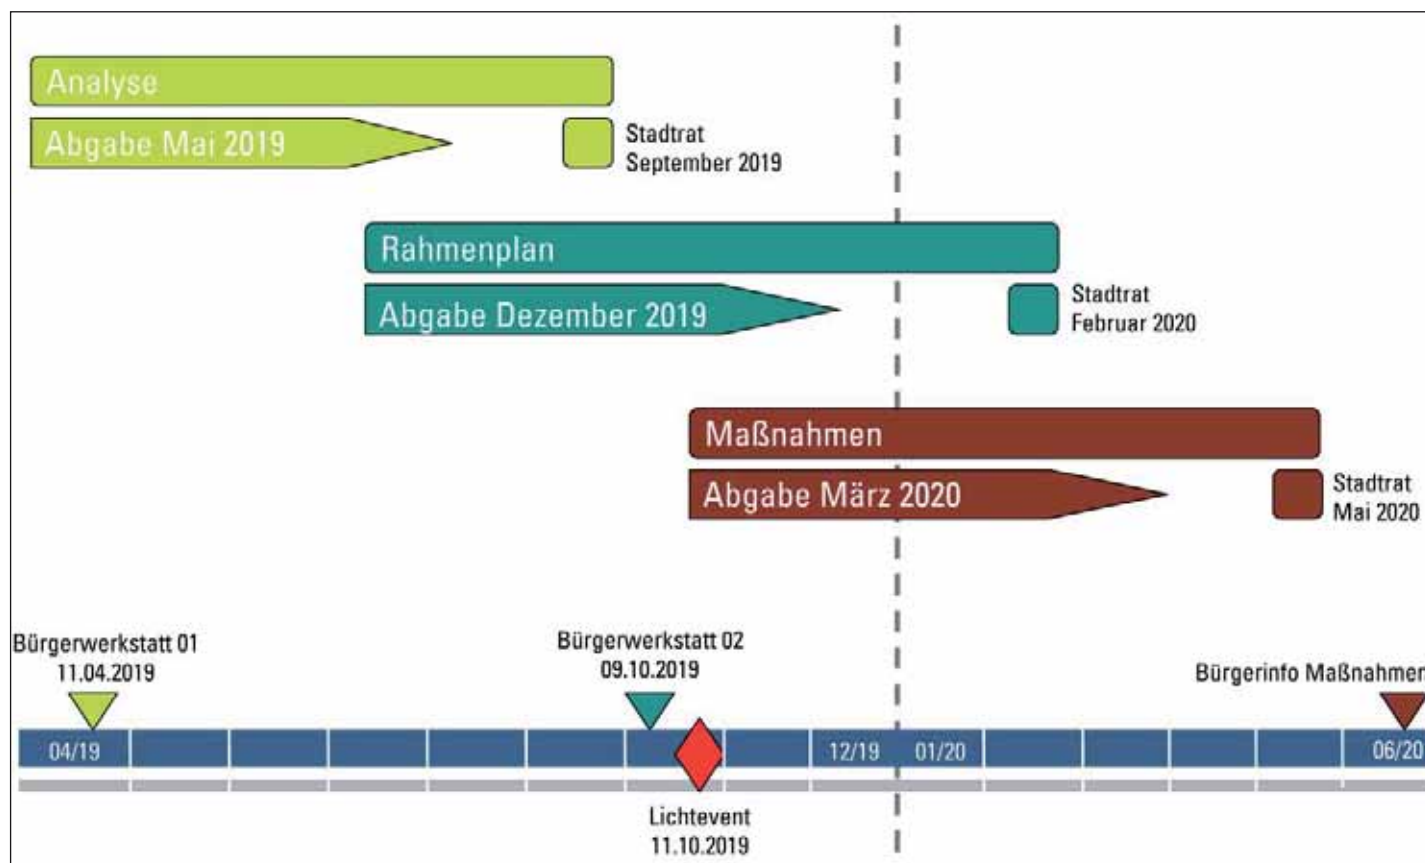 Analyse
Abgabe Mai 2019
Stadtrat
September 2019
Rahmenplan
Abgabe Dezember 2019
Stadtrat
Februar 2020
Maßnahmen
Abgabe März 2020
Stadtrat
Mai 2020
Bürgerwerkstatt 01
11.04.2019
Bürgerwerkstatt 02
09.10.2019
Bürgerinfo Maßnahmen
04/19
12/19
01/20
06/20
Lichtevent
11.10.2019